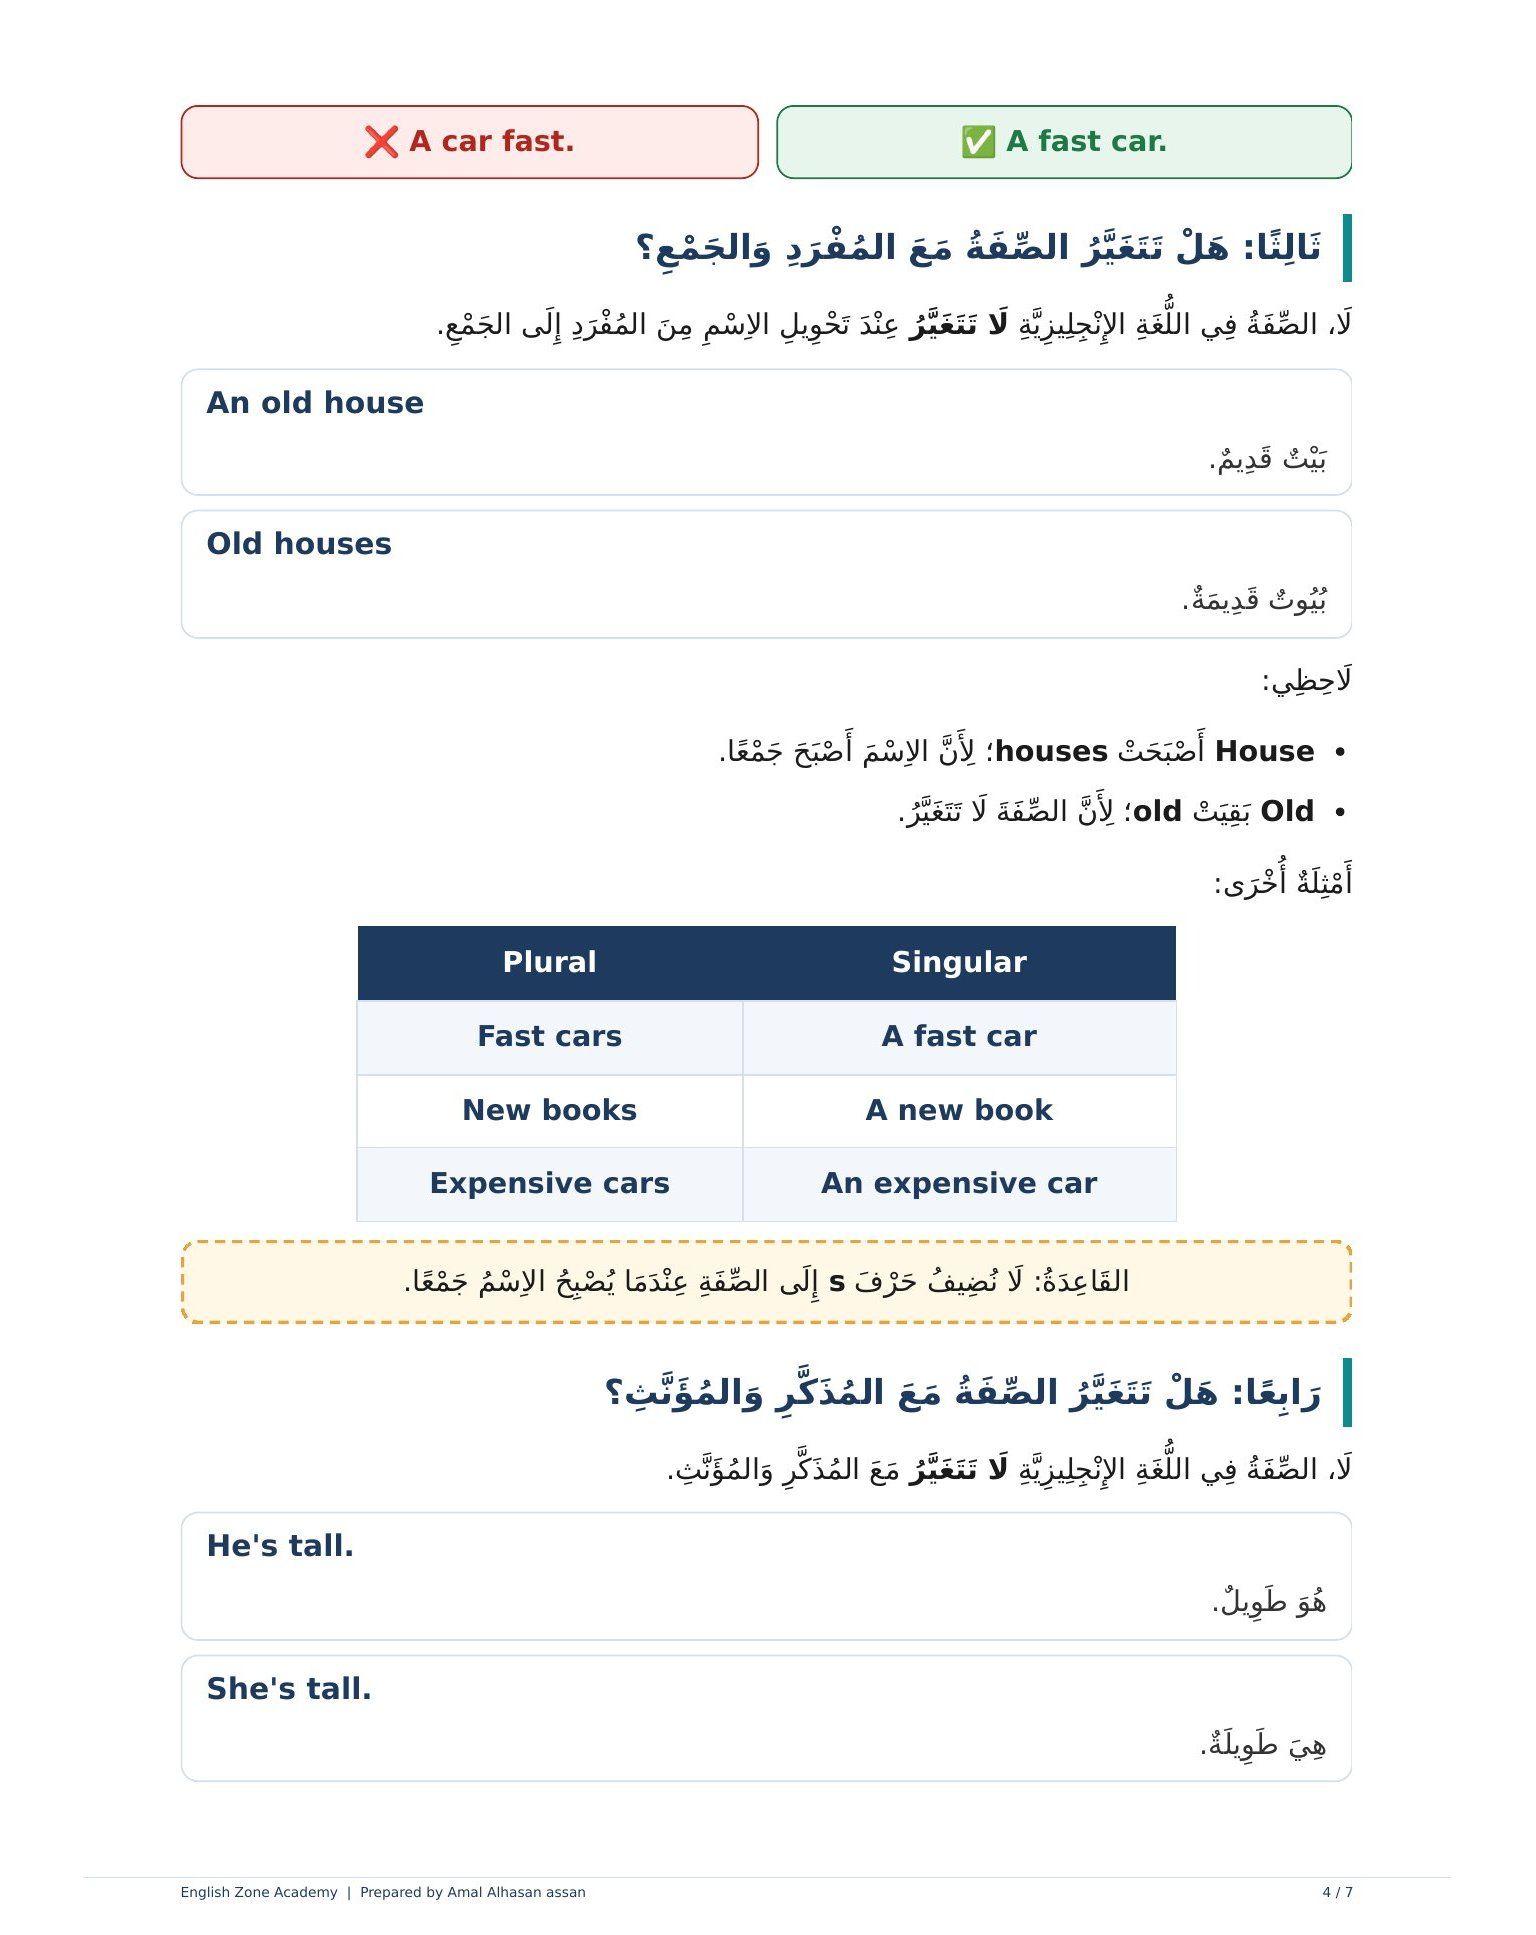 ✅ A fast car. ❌ A car fast.
ثَالِثًا: هَلْ تَتَغَيَّرُ الصِّفَةُ مَعَ المُفْرَدِ وَالجَمْعِ؟
لَا، الصِّفَةُ فِي اللُّغَةِ الإِنْجِلِيزِيَّةِ لَا تَتَغَيَّرُ عِنْدَ تَحْوِيلِ الاِسْمِ مِنَ المُفْرَدِ إِلَى الجَمْعِ.
An old house
بَيْتٌ قَدِيمٌ.
Old houses
بُيُوتٌ قَدِيمَةٌ.
لَاحِظِي:
• House أَصْبَحَتْ houses؛ لِأَنَّ الاِسْمَ أَصْبَحَ جَمْعًا.
• Old بَقِيَتْ old؛ لِأَنَّ الصِّفَةَ لَا تَتَغَيَّرُ.
أَمْثِلَةٌ أُخْرَى:
Singular Plural
A fast car Fast cars
A new book New books
An expensive car Expensive cars
القَاعِدَةُ: لَا نُضِيفُ حَرْفَ s إِلَى الصِّفَةِ عِنْدَمَا يُصْبِحُ الاِسْمُ جَمْعًا.
رَابِعًا: هَلْ تَتَغَيَّرُ الصِّفَةُ مَعَ المُذَكَّرِ وَالمُؤَنَّثِ؟
لَا، الصِّفَةُ فِي اللُّغَةِ الإِنْجِلِيزِيَّةِ لَا تَتَغَيَّرُ مَعَ المُذَكَّرِ وَالمُؤَنَّثِ.
He's tall.
هُوَ طَوِيلٌ.
She's tall.
هِيَ طَوِيلَةٌ.
English Zone Academy | Prepared by Amal Alhasan assan 4 / 7